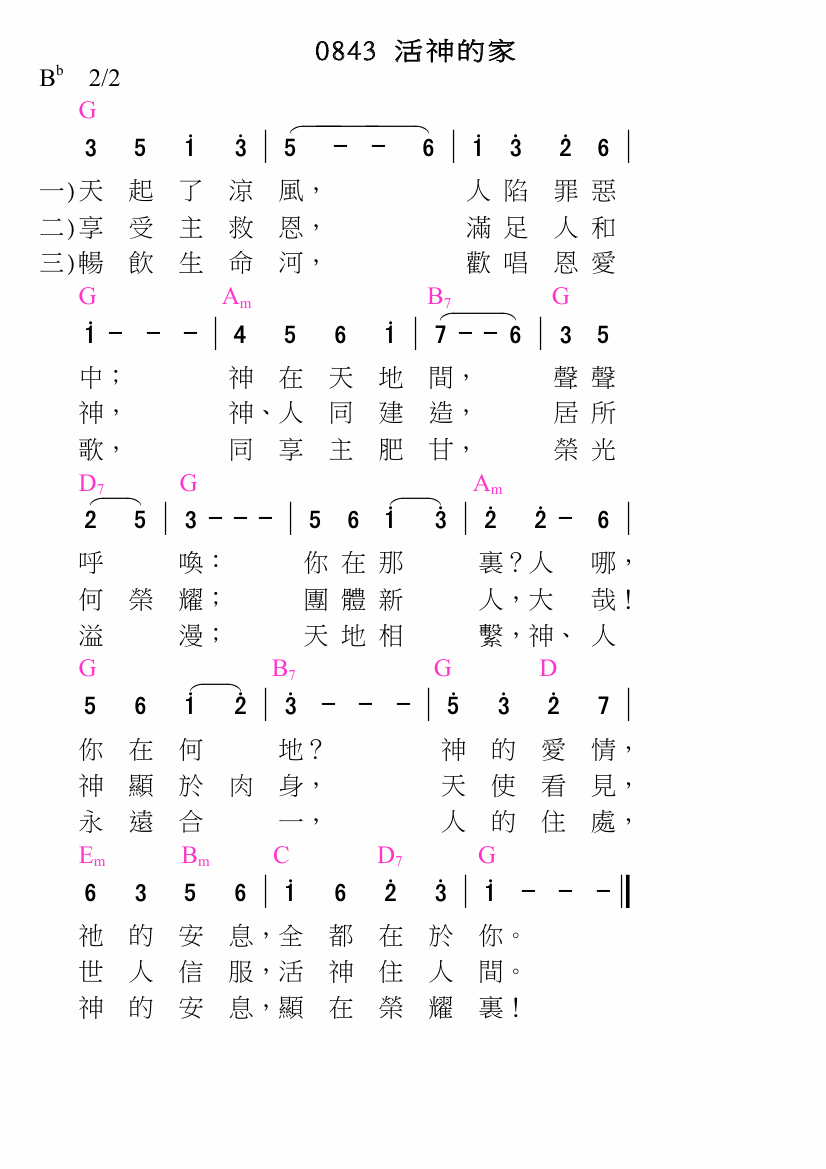 0843 活神的家
B♭ 2/2
G
3 5 i 3̇ | 5 - - 6 | i 3̇ 2̇ 6 |
一)天起了涼風， 人陷罪惡
二)享受主救恩， 滿足人和
三)暢飲生命河， 歡唱恩愛
G Am B7 G
i - - - | 4 5 6 i | 7 - - 6 | 3 5
中； 神在天地間， 聲聲
神， 神、人同建造， 居所
歌， 同享主肥甘， 榮光
D7 G Am
2 5 | 3 - - - | 5 6 i 3̇ | 2̇ 2̇ - 6 |
呼 喚： 你在那 裏？人 哪，
何榮耀； 團體新 人，大 哉！
溢 漫； 天地相 繫，神、人
G B7 G D
5 6 i 2̇ | 3̇ - - - | 5̇ 3̇ 2̇ 7 |
你在何 地？ 神的愛情，
神顯於肉身， 天使看見，
永遠合 一， 人的住處，
Em Bm C D7 G
6 3 5 6 | i 6 2̇ 3̇ | i - - - ‖
祂的安息，全都在於你。
世人信服，活神住人間。
神的安息，顯在榮耀裏！